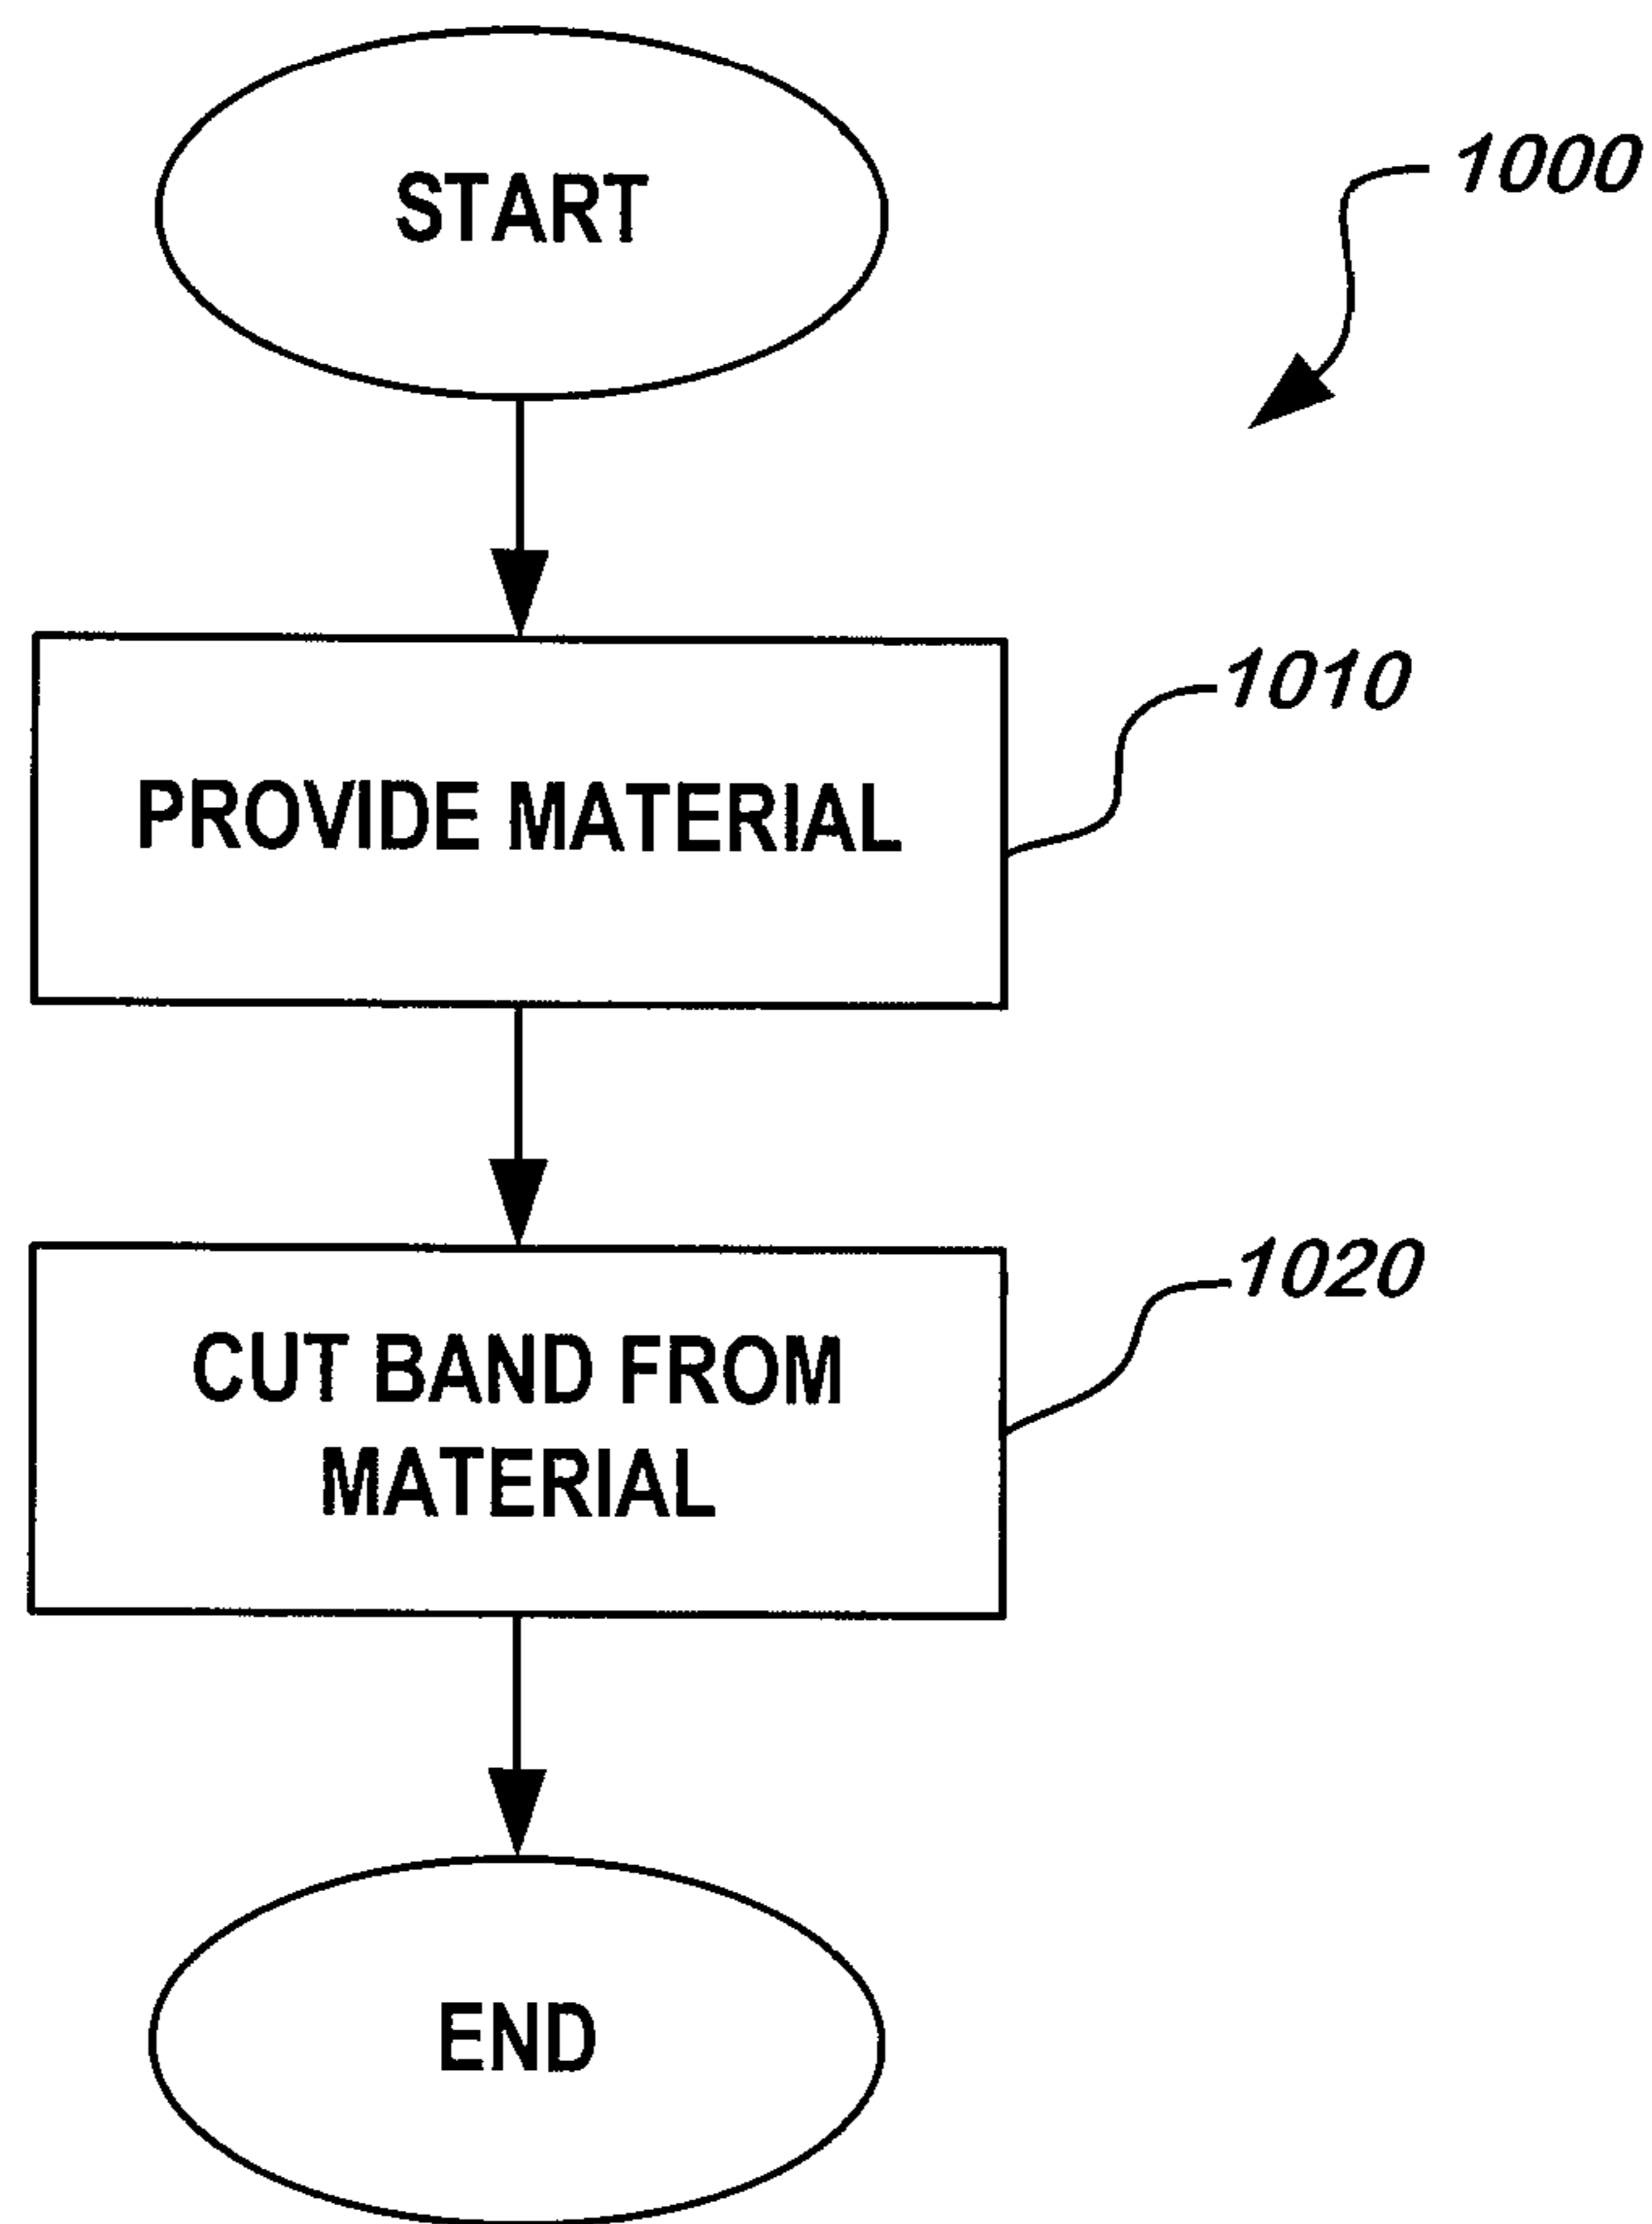 START
1000
PROVIDE MATERIAL
1010
CUT BAND FROM
MATERIAL
1020
END